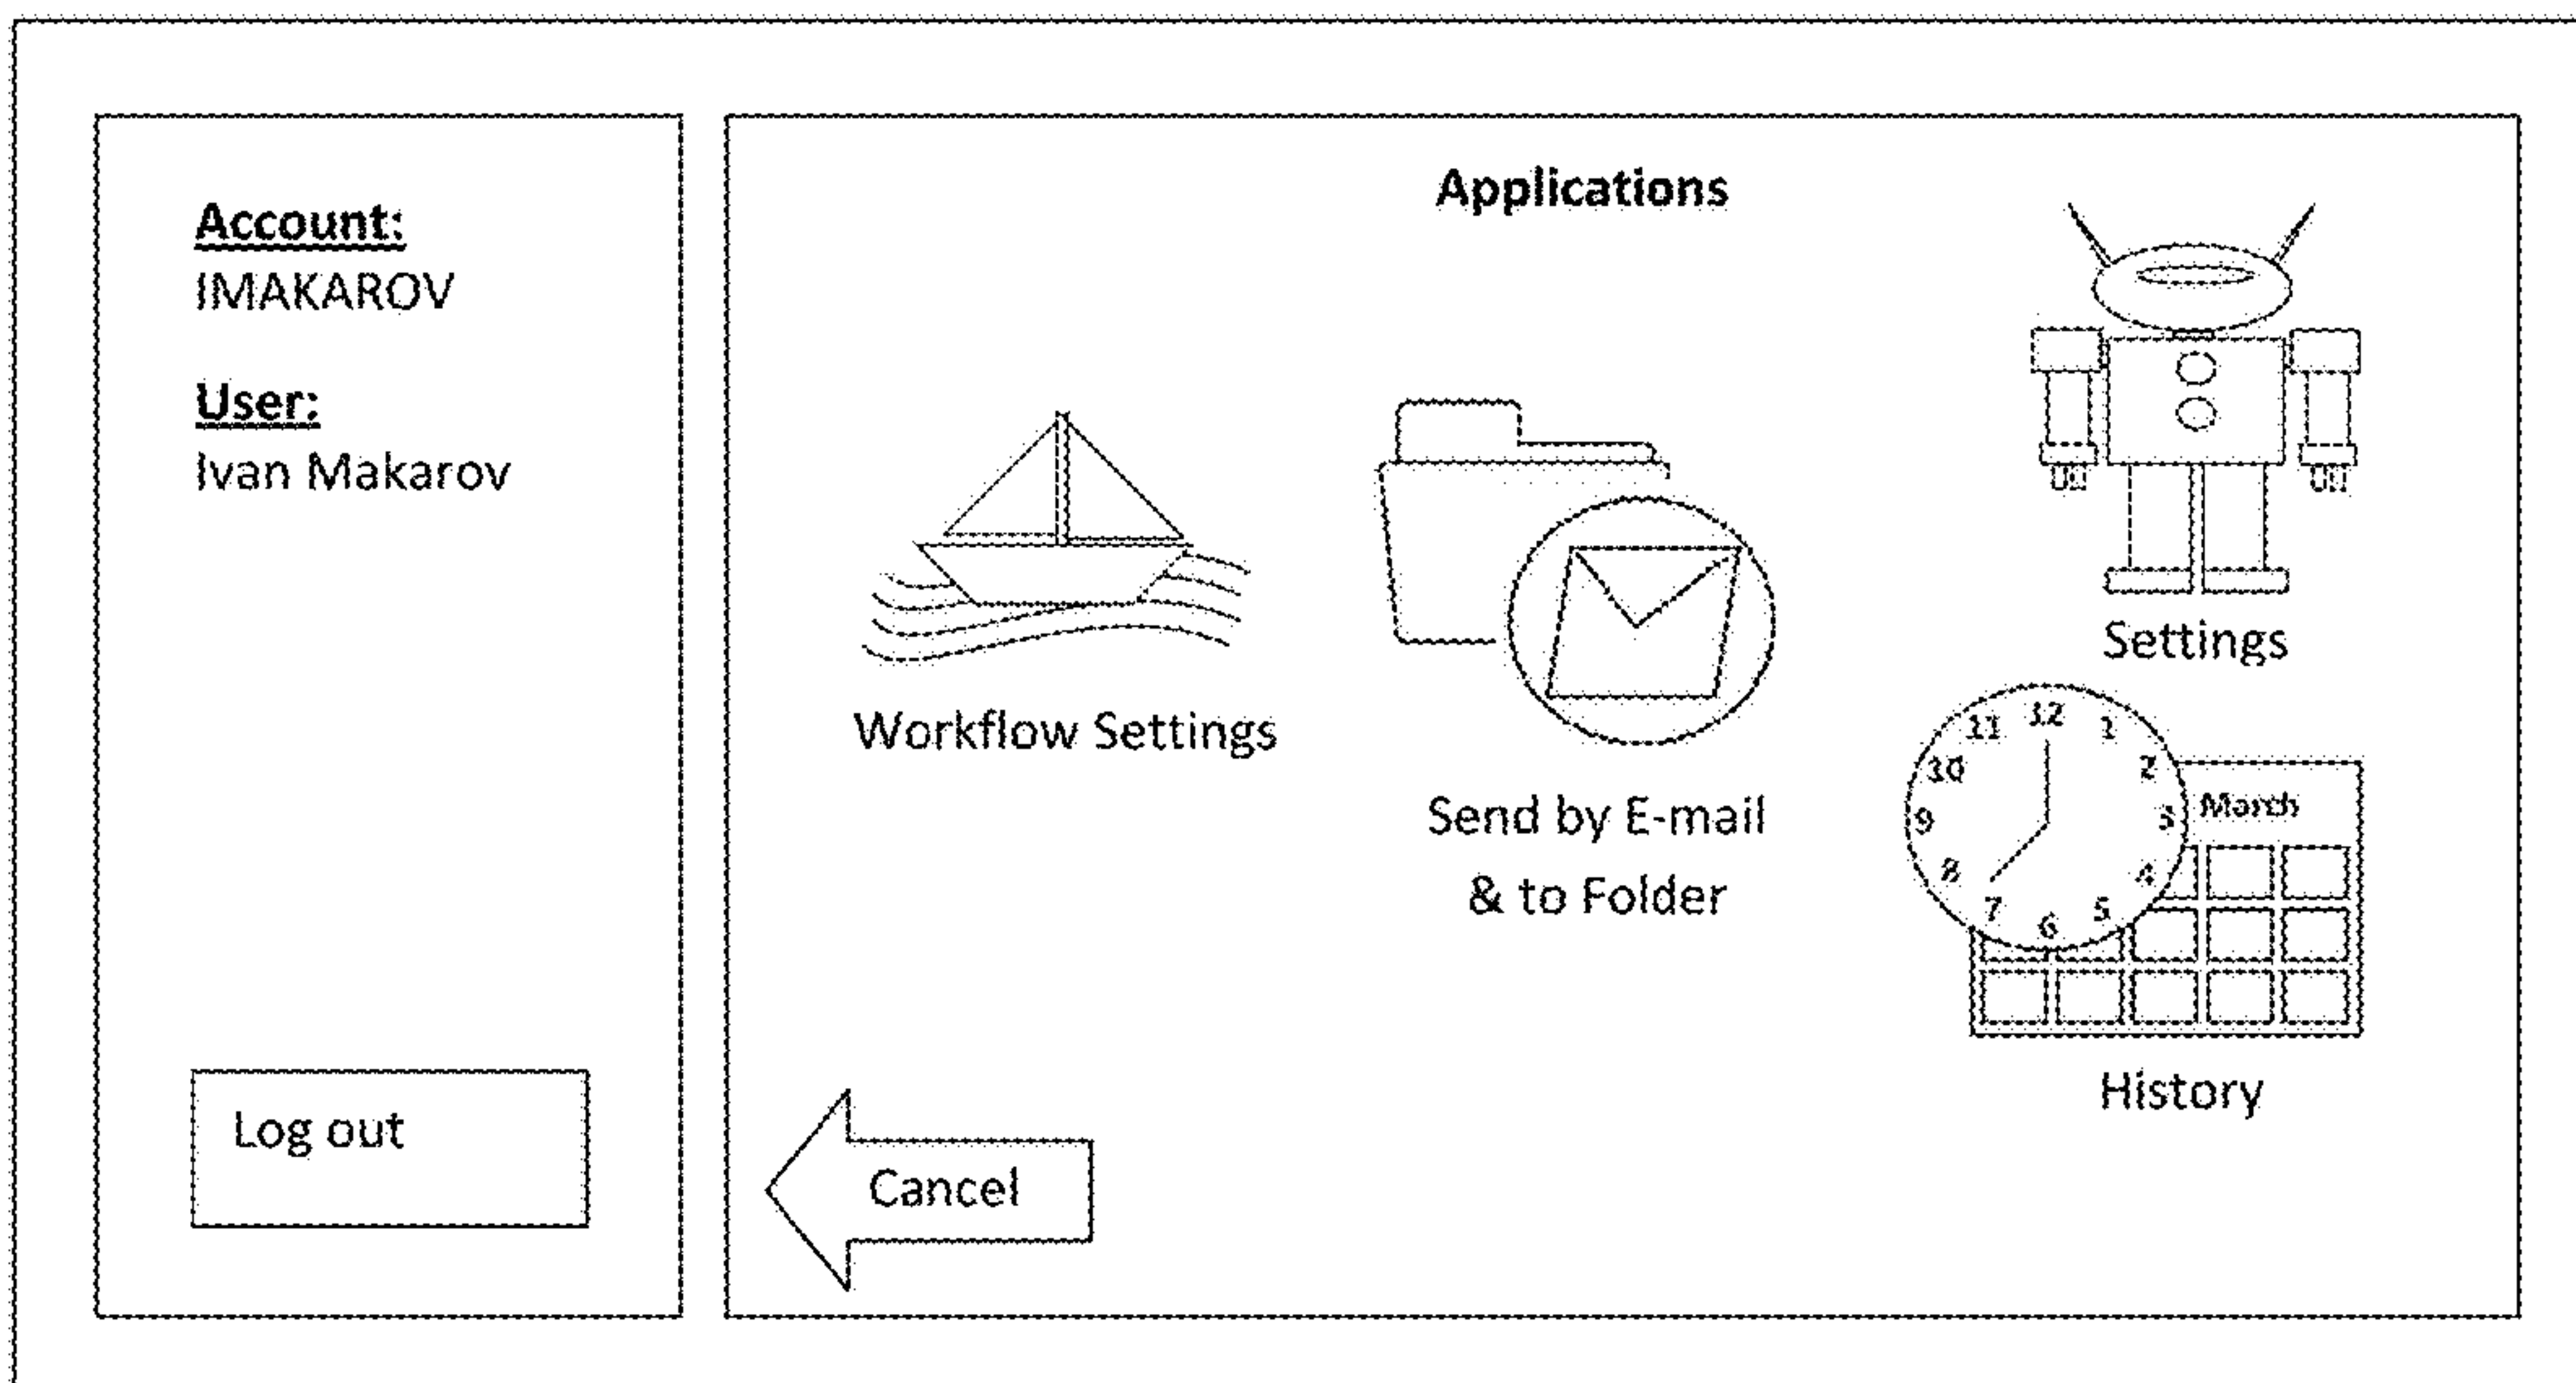 Account:
IMAKAROV
User:
Ivan Makarov
Log out
Applications
Workflow Settings
Send by E-mail
& to Folder
Settings
12
1
2
3
4
5
6
7
8
9
10
11
March
History
Cancel